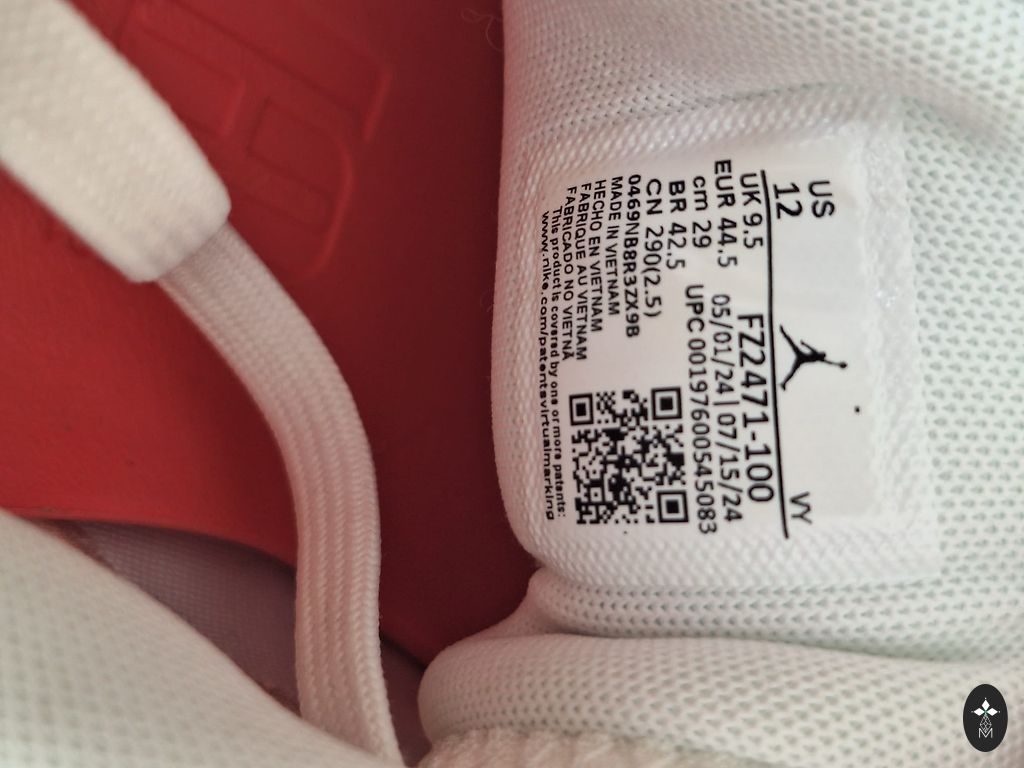 US
12
VY
UK 9.5
FZ2471-100
EUR 44.5
05/01/24|07/15/24
cm 29
UPC 00197600545083
BR 42.5
CN 290(2.5)
0469NB8R3ZX9B
MADE IN VIETNAM
HECHO EN VIETNAM
FABRIQUE AU VIETNAM
FABRICADO NO VIETNÃ
This product is covered by one or more patents:
www.nike.com/patentsvirtualmarking
M